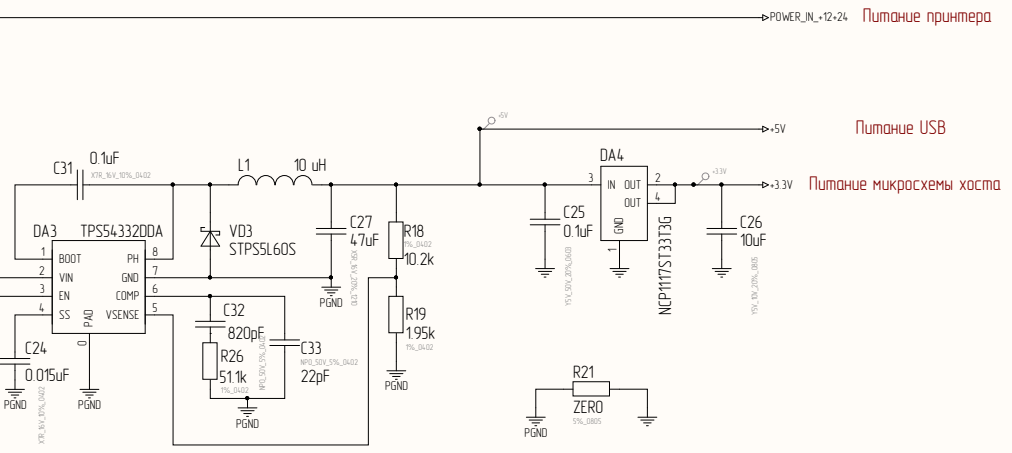 POWER_IN_+12+24 Питание принтера
+5V
+5V Питание USB
C31 0.1uF
X7R_16V_10%_0402
L1 10 uH
DA4
3 IN OUT 2
OUT 4
GND
1
NCP1117ST33T3G
+3.3V
+3.3V Питание микросхемы хоста
DA3 TPS54332DDA
1 BOOT PH 8
2 VIN GND 7
3 EN COMP 6
4 SS VSENSE 5
PAD
0
VD3
STPS5L60S
C27
47uF
X5R_16V_20%_1210
R18
1%_0402
10.2k
C25
0.1uF
Y5V_50V_20%_0603
C26
10uF
Y5V_10V_20%_0805
PGND
C32
820pF
NPO_50V_5%_0402
R26
51.1k
1%_0402
C33
NPO_50V_5%_0402
22pF
R19
1.95k
1%_0402
PGND
C24
0.015uF
X7R_16V_10%_0402
PGND
PGND
PGND
R21
ZERO
5%_0805
PGND